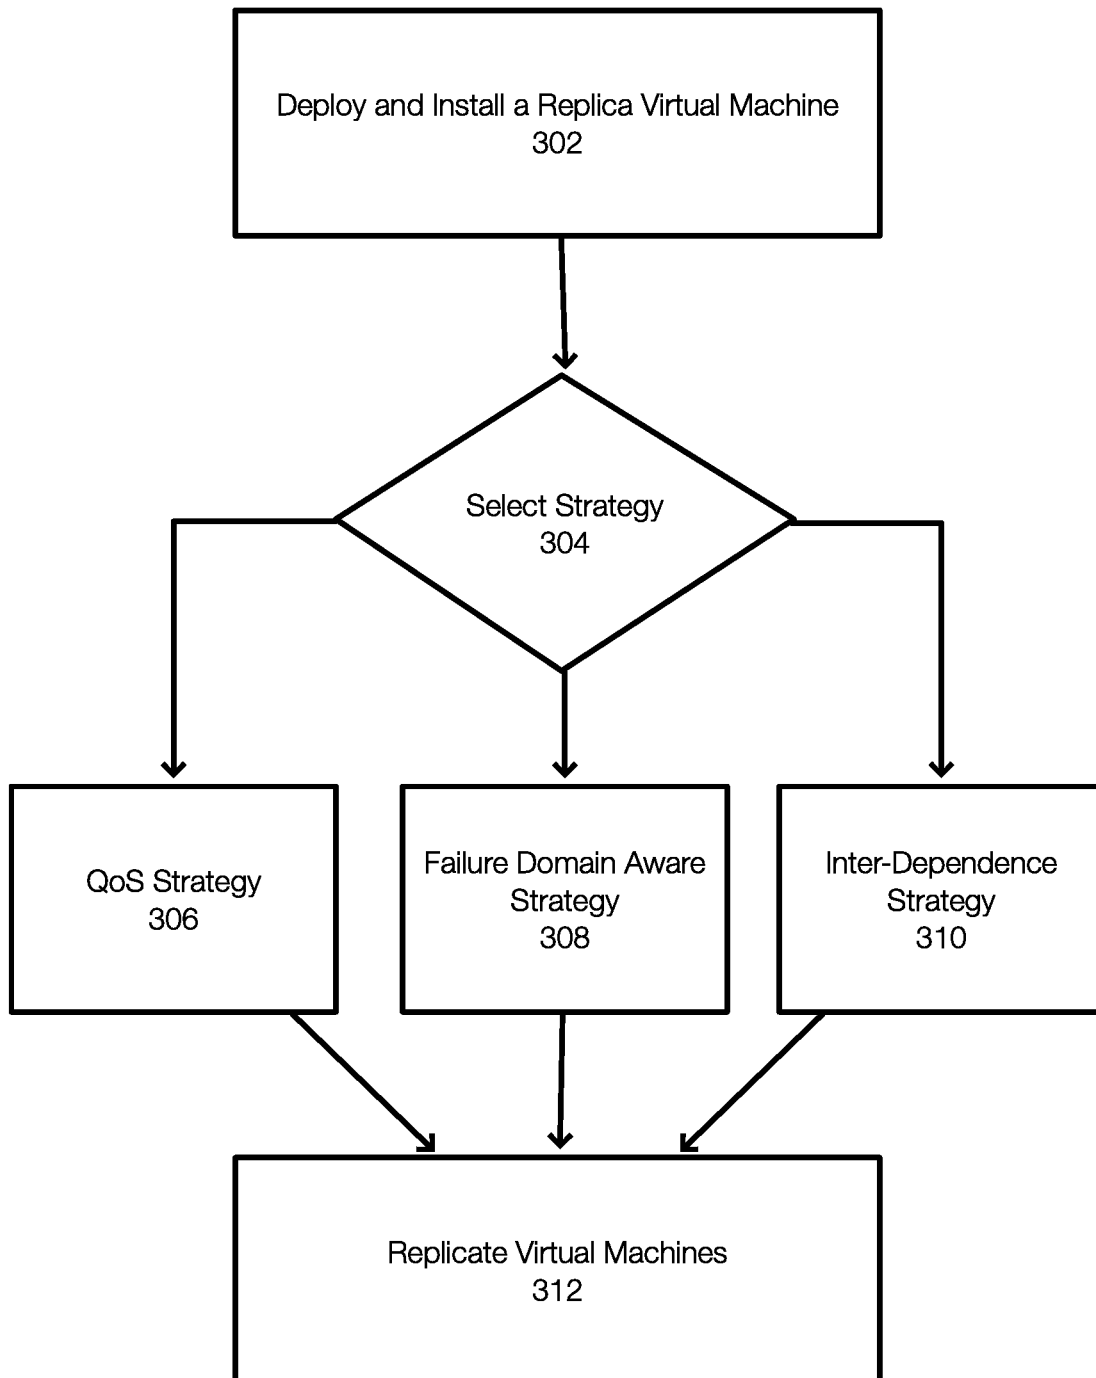 Deploy and Install a Replica Virtual Machine
302
Select Strategy
304
QoS Strategy
306
Failure Domain Aware
Strategy
308
Inter-Dependence
Strategy
310
Replicate Virtual Machines
312